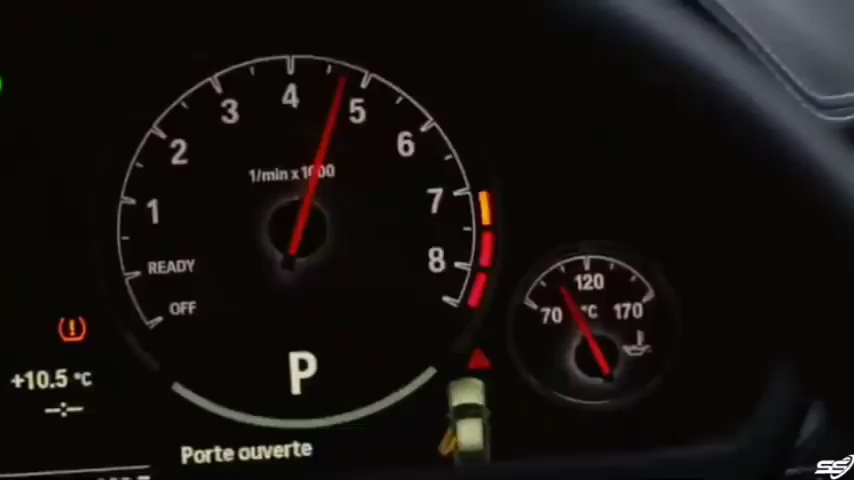 4
3
5
2
6
1/min x 1000
1
7
READY
8
OFF
120
70
°C
170
P
+10.5 °C
--:--
Porte ouverte
SS